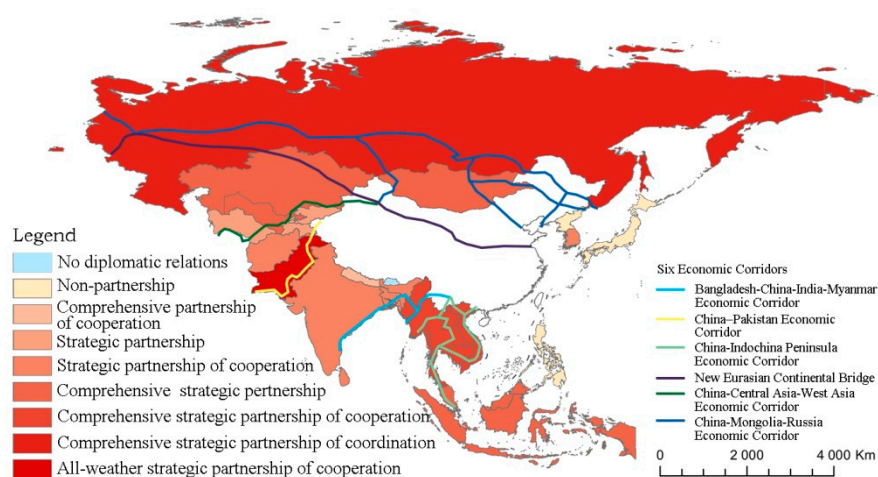 Legend
No diplomatic relations
Non-partnership
Comprehensive partnership
of cooperation
Strategic partnership
Strategic partnership of cooperation
Comprehensive strategic pertnership
Comprehensive strategic partnership of cooperation
Comprehensive strategic partnership of coordination
All-weather strategic partnership of cooperation
Six Economic Corridors
Bangladesh-China-India-Myanmar
Economic Corridor
China–Pakistan Economic
Corridor
China-Indochina Peninsula
Economic Corridor
New Eurasian Continental Bridge
China-Central Asia-West Asia
Economic Corridor
China-Mongolia-Russia
Economic Corridor
0 2 000 4 000 Km